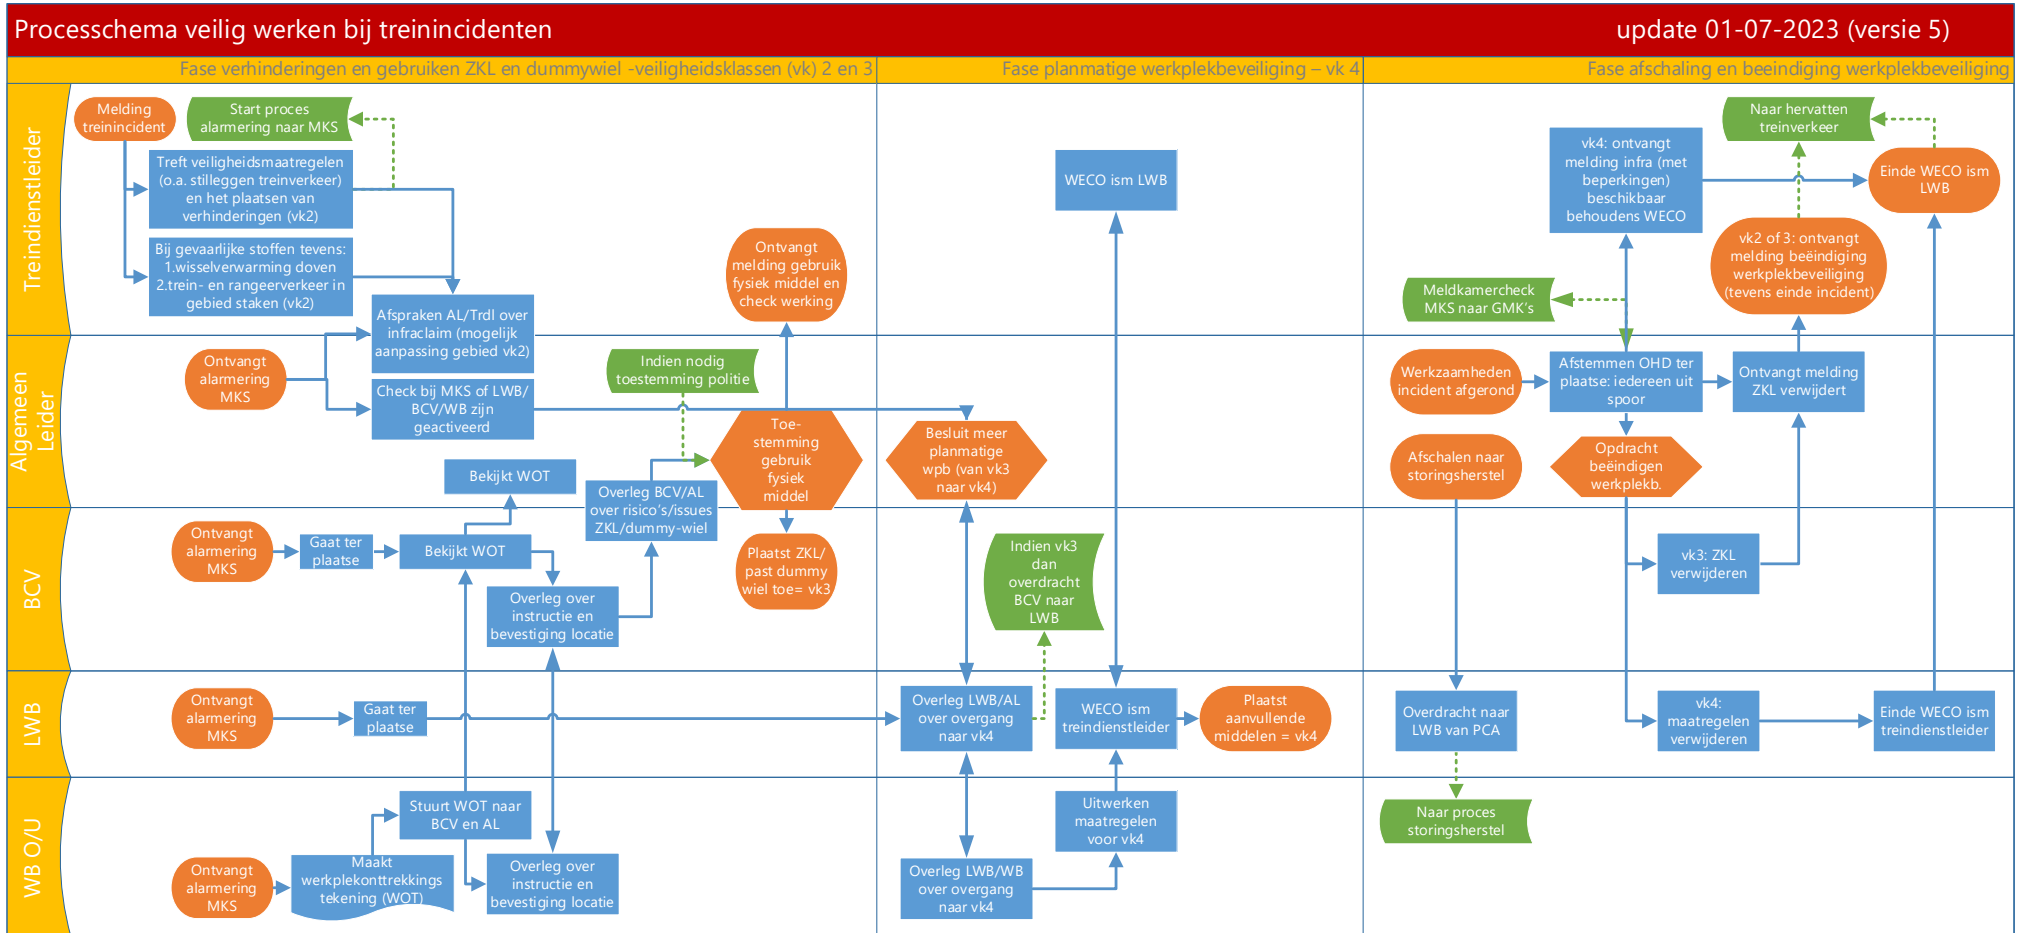 Processchema veilig werken bij treinincidenten
update 01-07-2023 (versie 5)
Fase verhinderingen en gebruiken ZKL en dummywiel -veiligheidsklassen (vk) 2 en 3
Fase planmatige werkplekbeveiliging – vk 4
Fase afschaling en beeindiging werkplekbeveiliging
Treindienstleider
Melding
treinincident
Start proces
alarmering naar MKS
Treft veiligheidsmaatregelen
(o.a. stilleggen treinverkeer)
en het plaatsen van
verhinderingen (vk2)
Bij gevaarlijke stoffen tevens:
1.wisselverwarming doven
2.trein- en rangeerverkeer in
gebied staken (vk2)
Afspraken AL/Trdl over
infraclaim (mogelijk
aanpassing gebied vk2)
Ontvangt
melding gebruik
fysiek middel en
check werking
WECO ism LWB
vk4: ontvangt
melding infra (met
beperkingen)
beschikbaar
behoudens WECO
Naar hervatten
treinverkeer
Einde WECO ism
LWB
vk2 of 3: ontvangt
melding beëindiging
werkplekbeveiliging
(tevens einde incident)
Meldkamercheck
MKS naar GMK's
Algemeen
Leider
Ontvangt
alarmering
MKS
Check bij MKS of LWB/
BCV/WB zijn
geactiveerd
Indien nodig
toestemming politie
Toe-
stemming
gebruik
fysiek
middel
Bekijkt WOT
Overleg BCV/AL
over risico's/issues
ZKL/dummy-wiel
Besluit meer
planmatige
wpb (van vk3
naar vk4)
Werkzaamheden
incident afgerond
Afstemmen OHD ter
plaatse: iedereen uit
spoor
Ontvangt melding
ZKL verwijdert
Afschalen naar
storingsherstel
Opdracht
beëindigen
werkplekb.
BCV
Ontvangt
alarmering
MKS
Gaat ter
plaatse
Bekijkt WOT
Overleg over
instructie en
bevestiging locatie
Plaatst ZKL/
past dummy
wiel toe= vk3
Indien vk3
dan
overdracht
BCV naar
LWB
vk3: ZKL
verwijderen
LWB
Ontvangt
alarmering
MKS
Gaat ter
plaatse
Overleg LWB/AL
over overgang
naar vk4
WECO ism
treindienstleider
Plaatst
aanvullende
middelen = vk4
Overdracht naar
LWB van PCA
vk4:
maatregelen
verwijderen
Einde WECO ism
treindienstleider
WB O/U
Ontvangt
alarmering
MKS
Maakt
werkplekonttrekkings
tekening (WOT)
Stuurt WOT naar
BCV en AL
Overleg over
instructie en
bevestiging locatie
Overleg LWB/WB
over overgang
naar vk4
Uitwerken
maatregelen
voor vk4
Naar proces
storingsherstel